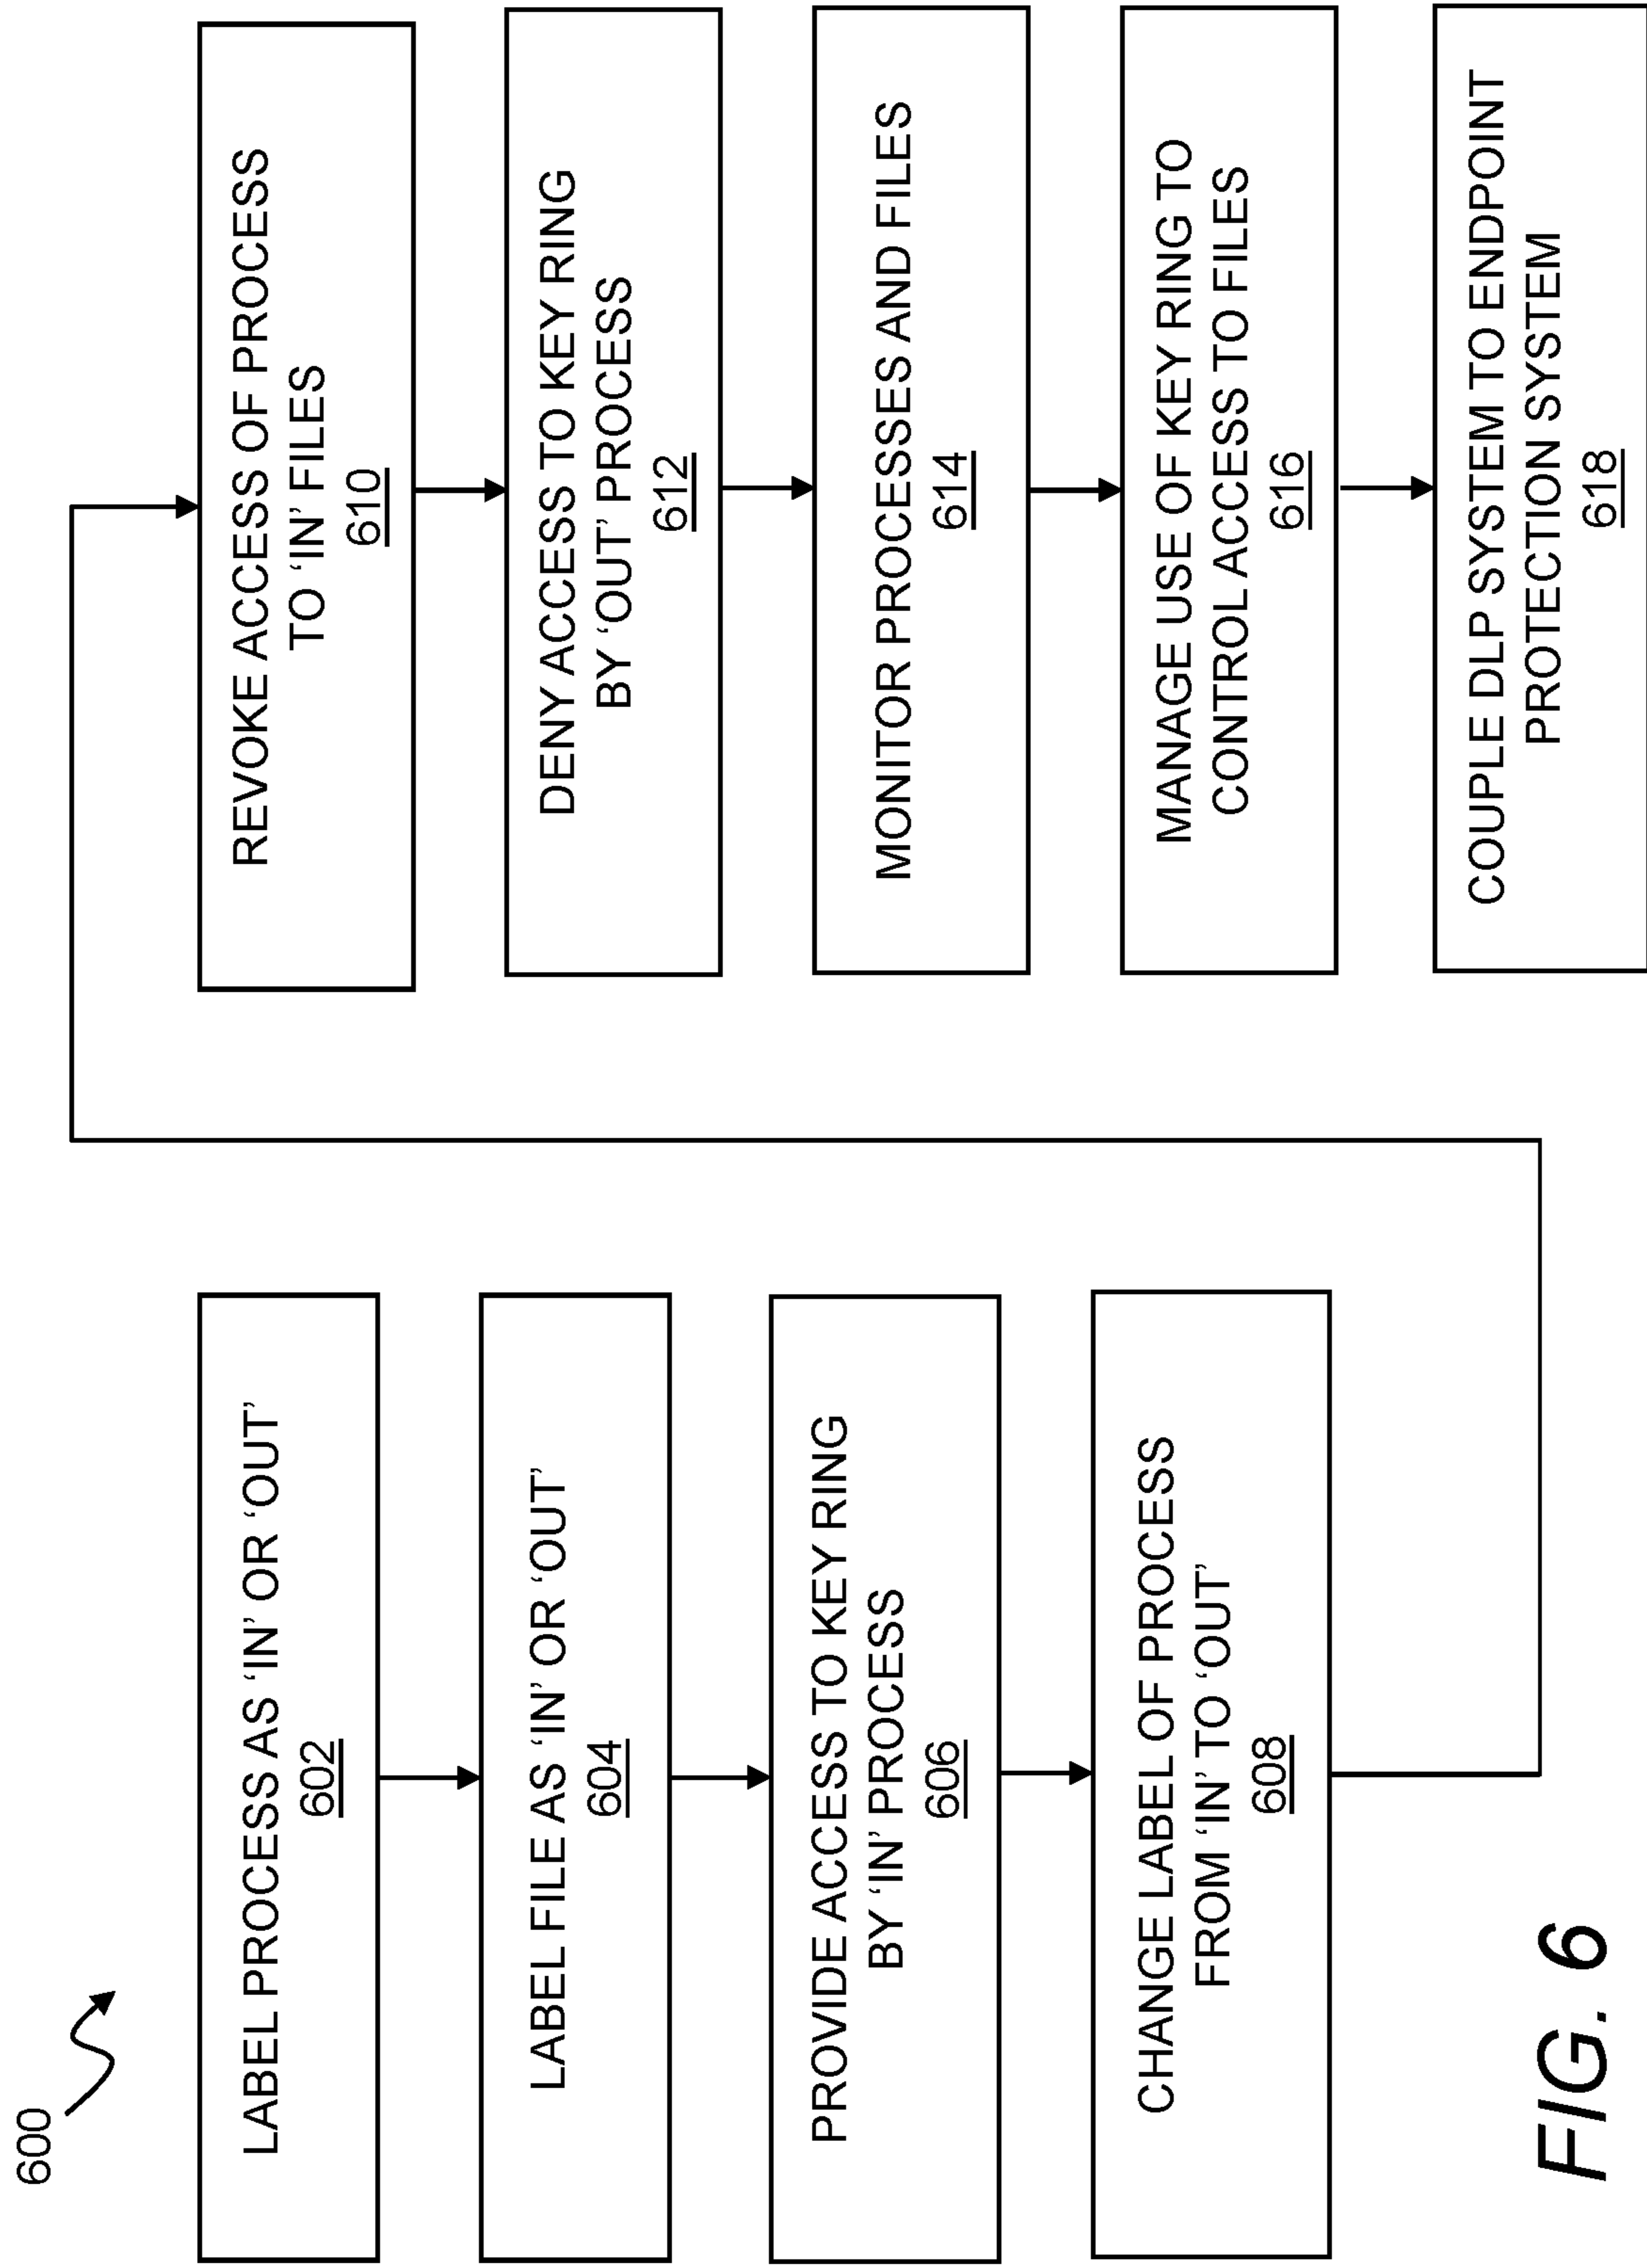 600
LABEL PROCESS AS ‘IN’ OR ‘OUT’
602
LABEL FILE AS ‘IN’ OR ‘OUT’
604
PROVIDE ACCESS TO KEY RING
BY ‘IN’ PROCESS
606
CHANGE LABEL OF PROCESS
FROM ‘IN’ TO ‘OUT’
608
REVOKE ACCESS OF PROCESS
TO ‘IN’ FILES
610
DENY ACCESS TO KEY RING
BY ‘OUT’ PROCESS
612
MONITOR PROCESSES AND FILES
614
MANAGE USE OF KEY RING TO
CONTROL ACCESS TO FILES
616
COUPLE DLP SYSTEM TO ENDPOINT
PROTECTION SYSTEM
618
FIG. 6